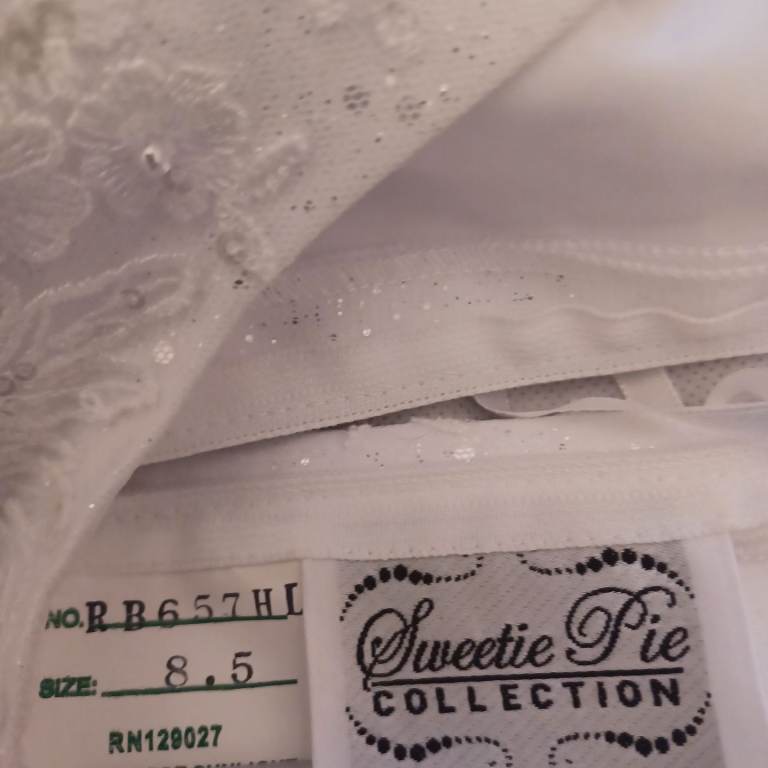 NO. RB657HL
SIZE: 8.5
RN129027
Sweetie Pie
COLLECTION